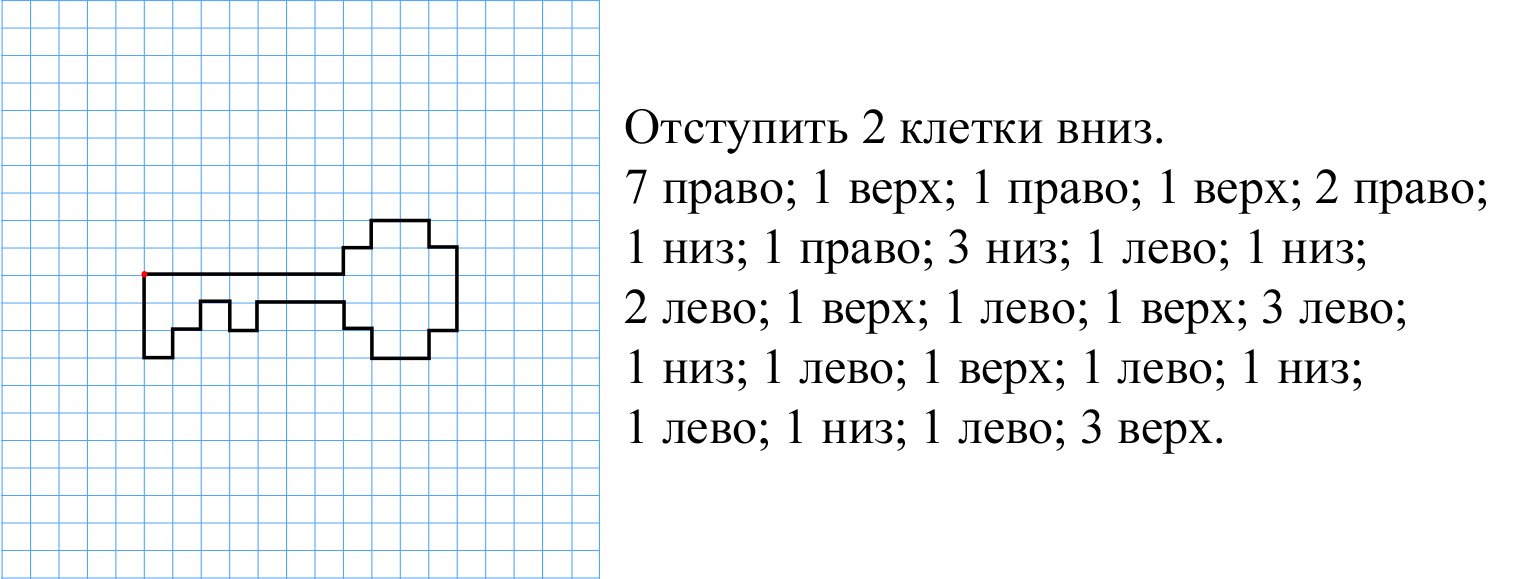 Отступить 2 клетки вниз.
7 право; 1 верх; 1 право; 1 верх; 2 право;
1 низ; 1 право; 3 низ; 1 лево; 1 низ;
2 лево; 1 верх; 1 лево; 1 верх; 3 лево;
1 низ; 1 лево; 1 верх; 1 лево; 1 низ;
1 лево; 1 низ; 1 лево; 3 верх.